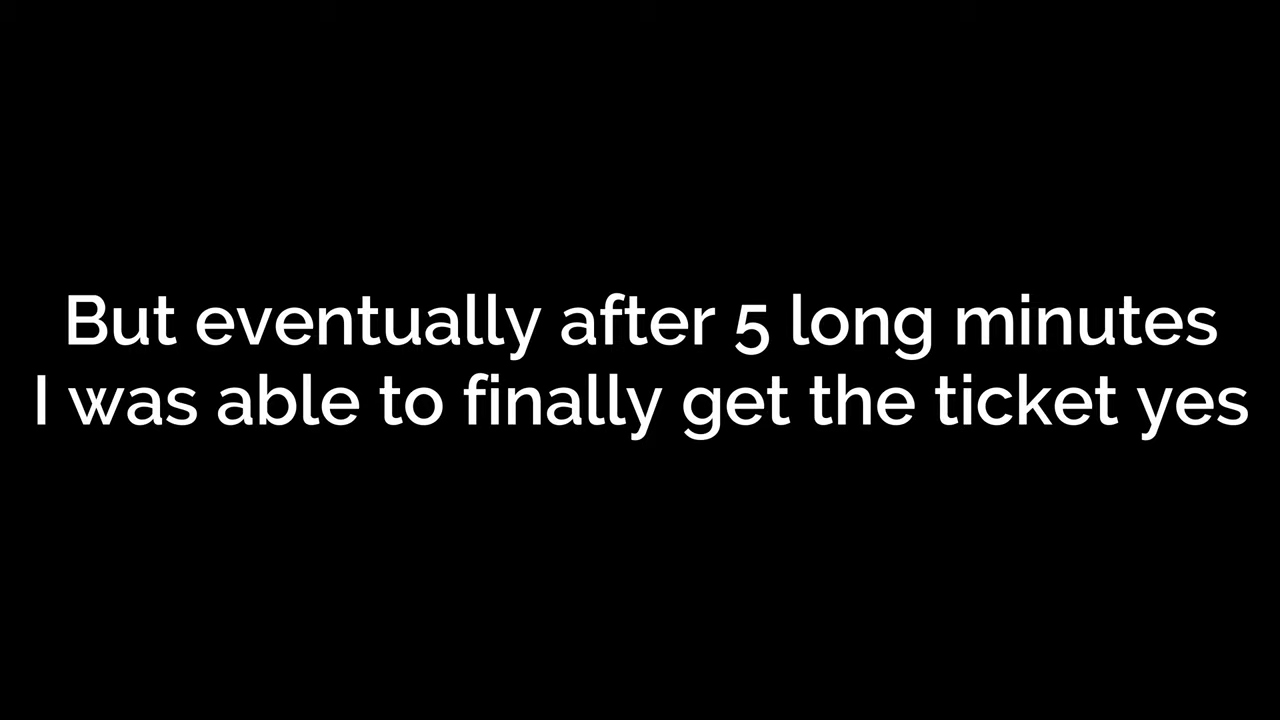 But eventually after 5 long minutes
I was able to finally get the ticket yes